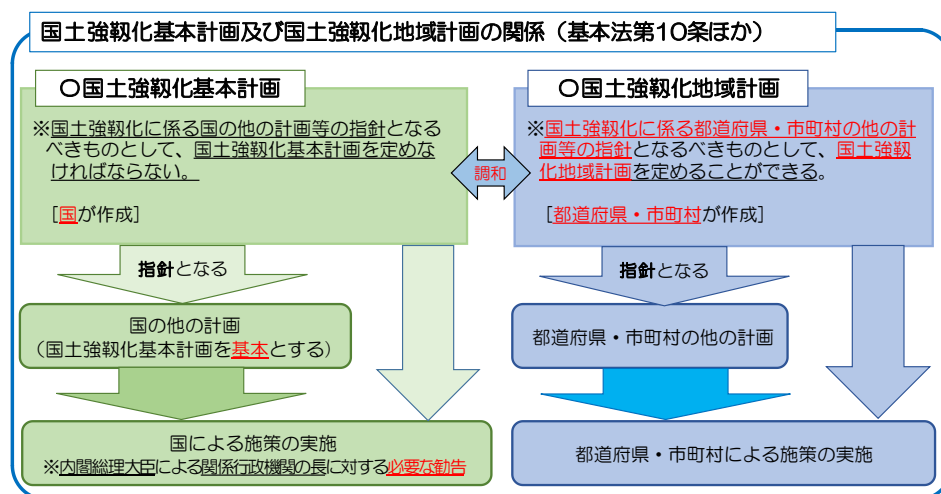 国土強靱化基本計画及び国土強靱化地域計画の関係（基本法第１０条ほか）
〇国土強靱化基本計画
※国土強靱化に係る国の他の計画等の指針となる
べきものとして、国土強靱化基本計画を定めな
ければならない。
[国が作成]
調和
〇国土強靱化地域計画
※国土強靱化に係る都道府県・市町村の他の計
画等の指針となるべきものとして、国土強靱
化地域計画を定めることができる。
[都道府県・市町村が作成]
指針となる
指針となる
国の他の計画
（国土強靱化基本計画を基本とする）
都道府県・市町村の他の計画
国による施策の実施
※内閣総理大臣による関係行政機関の長に対する必要な勧告
都道府県・市町村による施策の実施